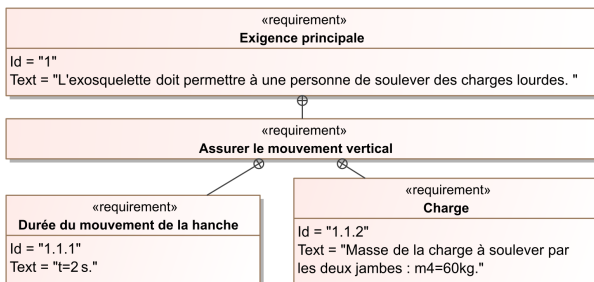 «requirement»
Exigence principale
Id = "1"
Text = "L'exosquelette doit permettre à une personne de soulever des charges lourdes. "
«requirement»
Assurer le mouvement vertical
«requirement»
Durée du mouvement de la hanche
Id = "1.1.1"
Text = "t=2 s."
«requirement»
Charge
Id = "1.1.2"
Text = "Masse de la charge à soulever par
les deux jambes : m4=60kg."